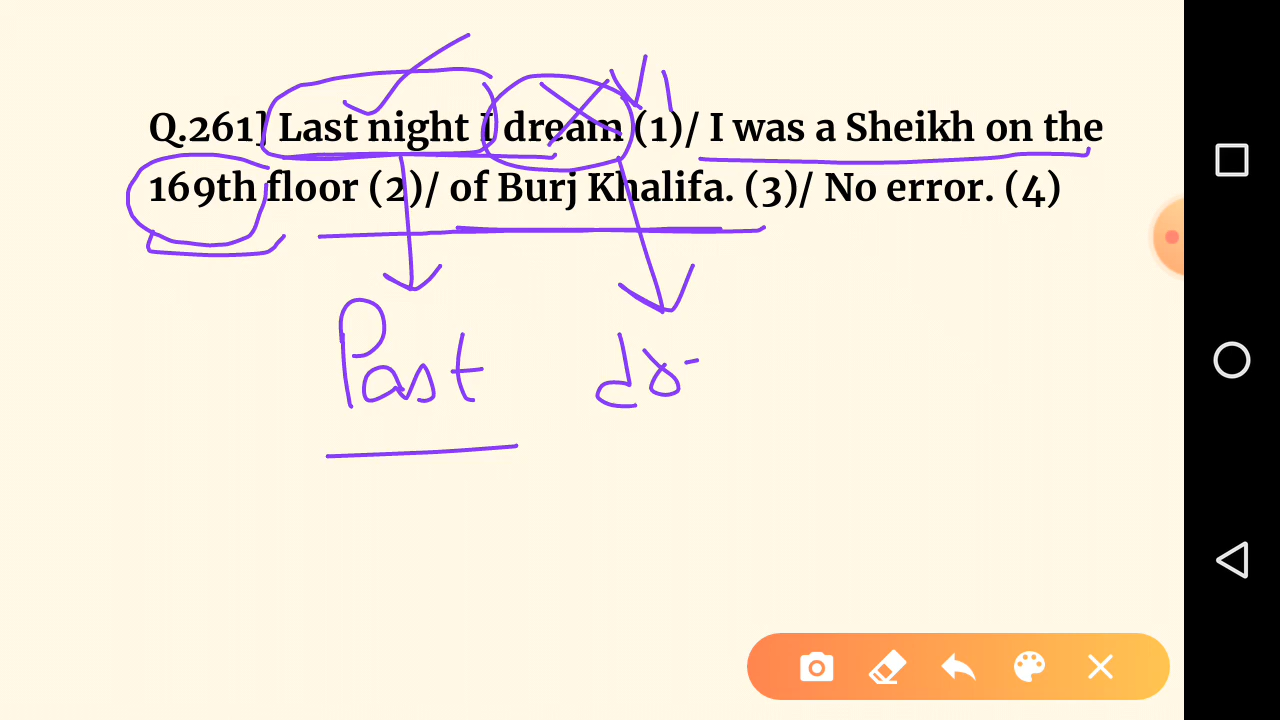 Q.261] Last night I dream (1)/ I was a Sheikh on the
169th floor (2)/ of Burj Khalifa. (3)/ No error. (4)
V1
Past